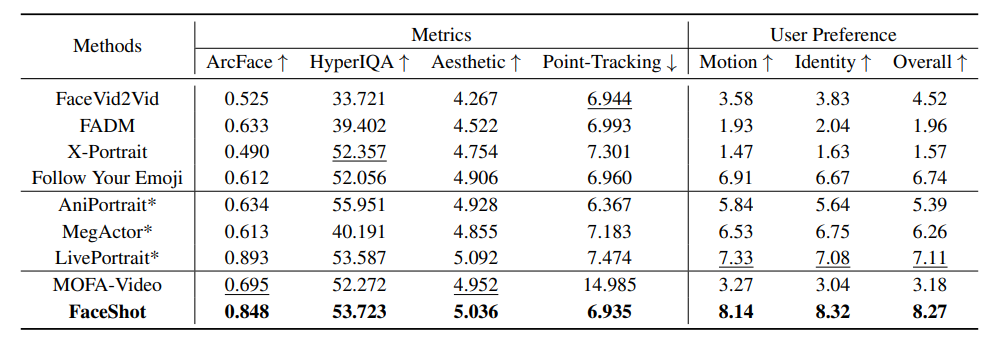 Methods Metrics User Preference
ArcFace ↑ HyperIQA ↑ Aesthetic ↑ Point-Tracking ↓ Motion ↑ Identity ↑ Overall ↑
FaceVid2Vid 0.525 33.721 4.267 6.944 3.58 3.83 4.52
FADM 0.633 39.402 4.522 6.993 1.93 2.04 1.96
X-Portrait 0.490 52.357 4.754 7.301 1.47 1.63 1.57
Follow Your Emoji 0.612 52.056 4.906 6.960 6.91 6.67 6.74
AniPortrait* 0.634 55.951 4.928 6.367 5.84 5.64 5.39
MegActor* 0.613 40.191 4.855 7.183 6.53 6.75 6.26
LivePortrait* 0.893 53.587 5.092 7.474 7.33 7.08 7.11
MOFA-Video 0.695 52.272 4.952 14.985 3.27 3.04 3.18
FaceShot 0.848 53.723 5.036 6.935 8.14 8.32 8.27